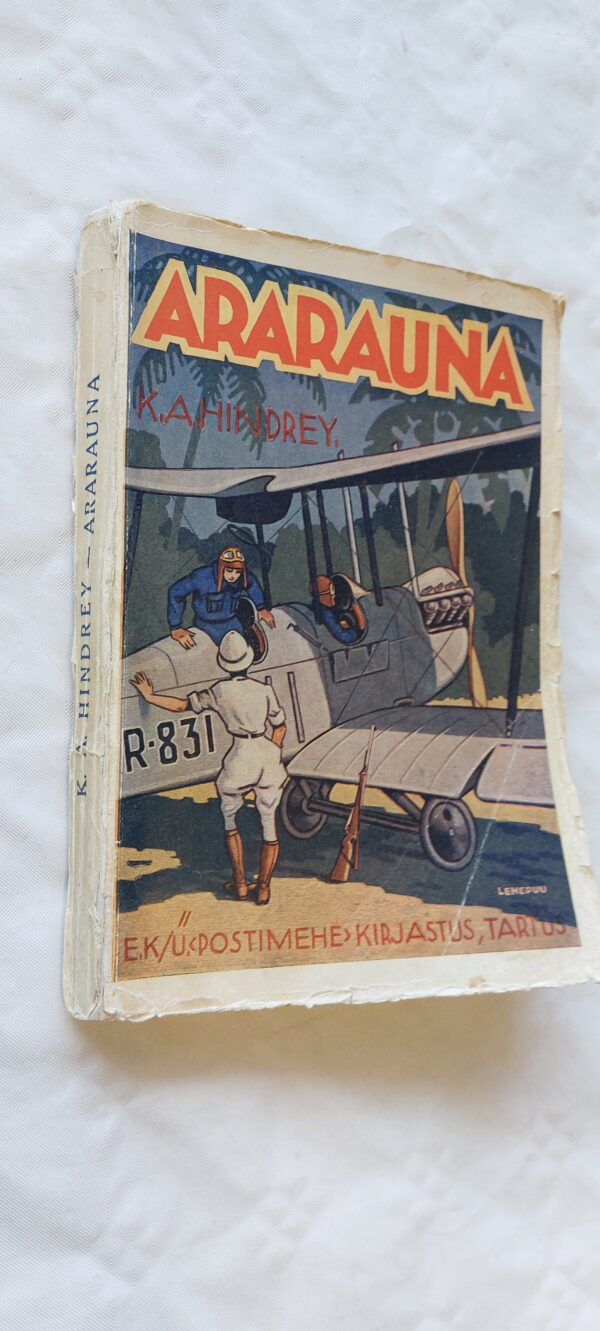 K. A. HINDREY — ARARAUNA
ARARAUNA
K.A.HINDREY.
R-831
LEHEPUU
E.K/Ü.‹POSTIMEHE› KIRJASTUS, TARTUS